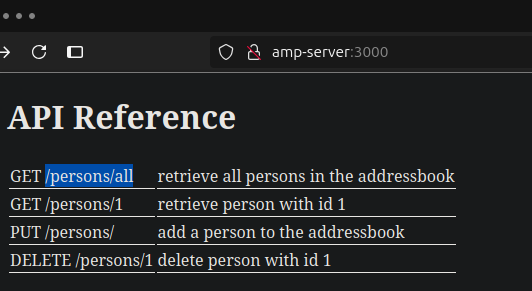 amp-server:3000
API Reference
GET /persons/all retrieve all persons in the addressbook
GET /persons/1 retrieve person with id 1
PUT /persons/ add a person to the addressbook
DELETE /persons/1 delete person with id 1